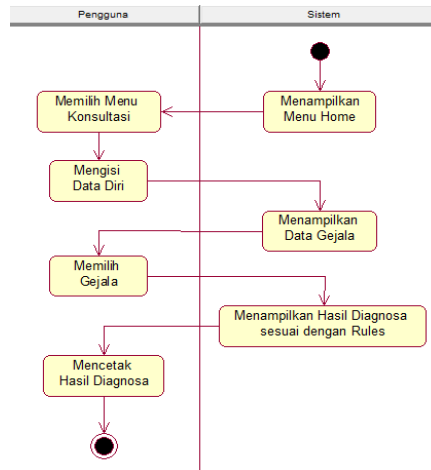 Pengguna
Sistem
Menampilkan
Menu Home
Memilih Menu
Konsultasi
Mengisi
Data Diri
Menampilkan
Data Gejala
Memilih
Gejala
Menampilkan Hasil Diagnosa
sesuai dengan Rules
Mencetak
Hasil Diagnosa